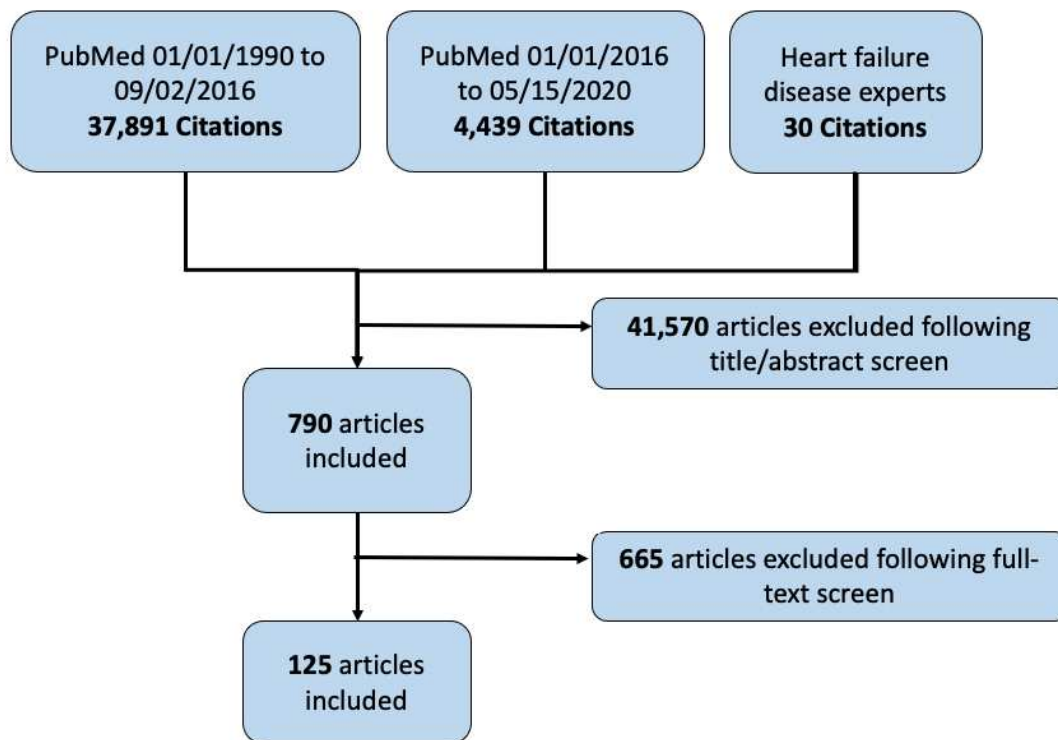 PubMed 01/01/1990 to
09/02/2016
37,891 Citations
PubMed 01/01/2016
to 05/15/2020
4,439 Citations
Heart failure
disease experts
30 Citations
41,570 articles excluded following
title/abstract screen
790 articles
included
665 articles excluded following full-
text screen
125 articles
included